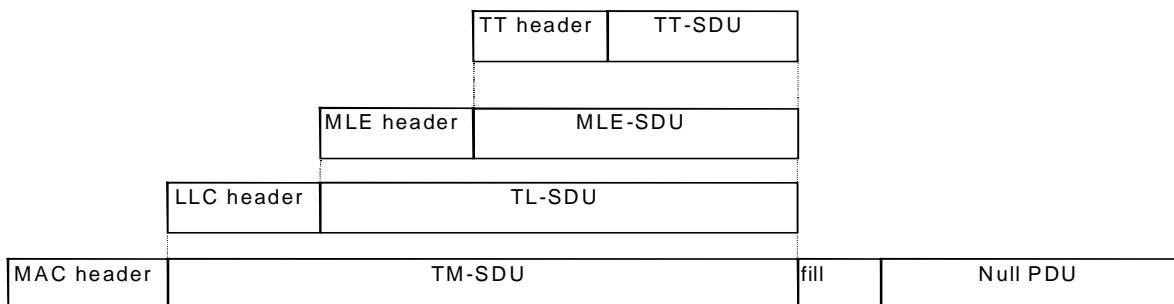 TT header TT-SDU
MLE header MLE-SDU
LLC header TL-SDU
MAC header TM-SDU fill Null PDU